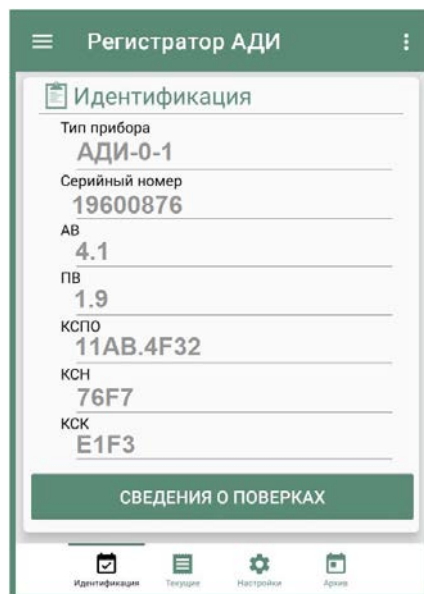 Регистратор АДИ
Идентификация
Тип прибора
АДИ-0-1
Серийный номер
19600876
АВ
4.1
ПВ
1.9
КСПО
11AB.4F32
КСН
76F7
КСК
E1F3
СВЕДЕНИЯ О ПОВЕРКАХ
Идентификация Текущие Настройки Архив